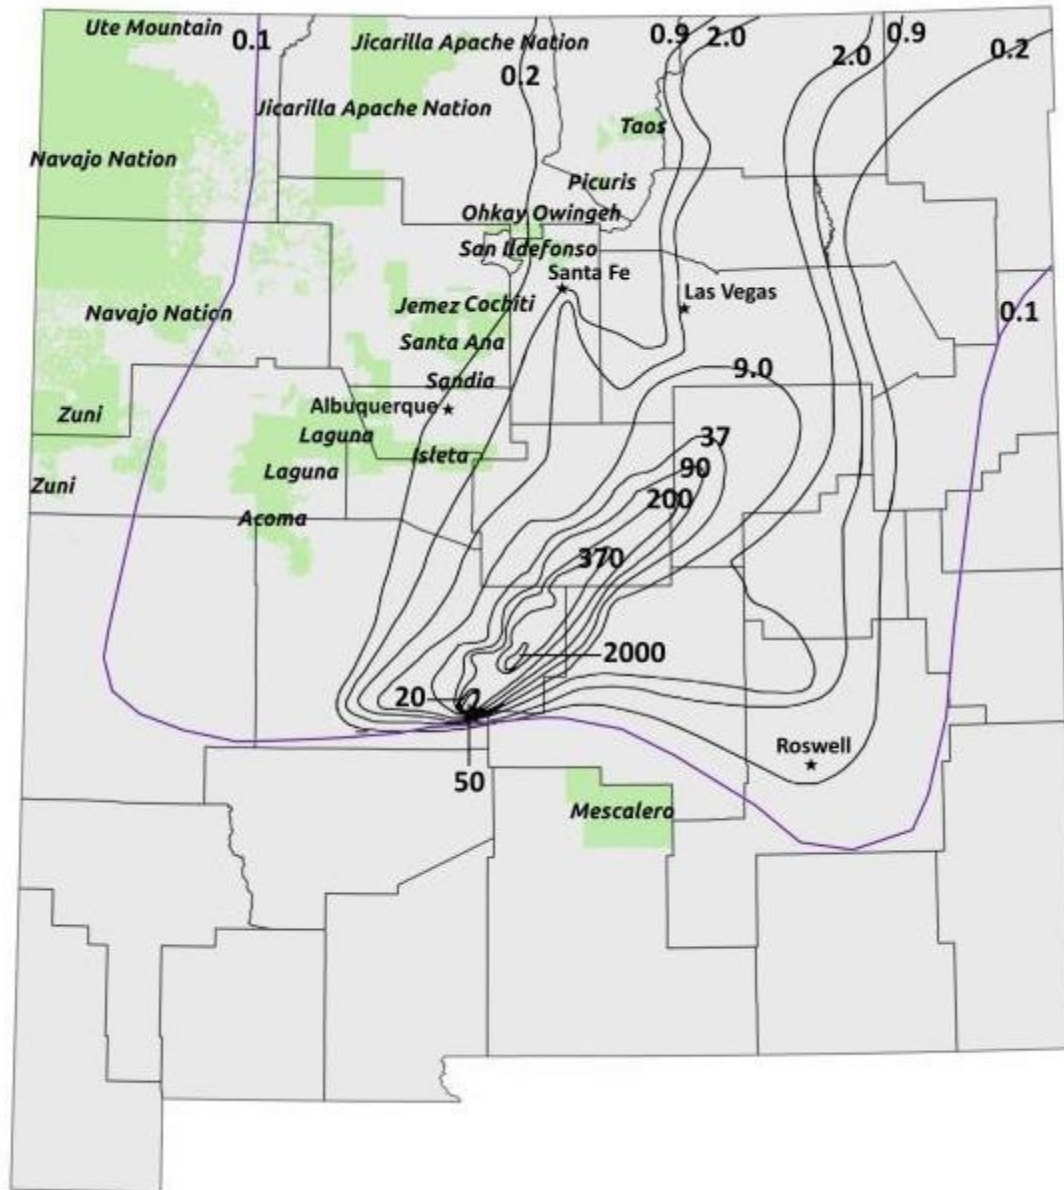 Ute Mountain
0.1
Jicarilla Apache Nation
0.9
2.0
0.9
2.0
0.2
0.2
Jicarilla Apache Nation
Taos
Navajo Nation
Picuris
Ohkay Owingeh
San Ildefonso
Santa Fe
Las Vegas
Jemez
Cochiti
Navajo Nation
0.1
Santa Ana
Sandia
9.0
Albuquerque
Zuni
Laguna
37
Isleta
90
Laguna
Zuni
200
Acoma
370
2000
20
Roswell
50
Mescalero